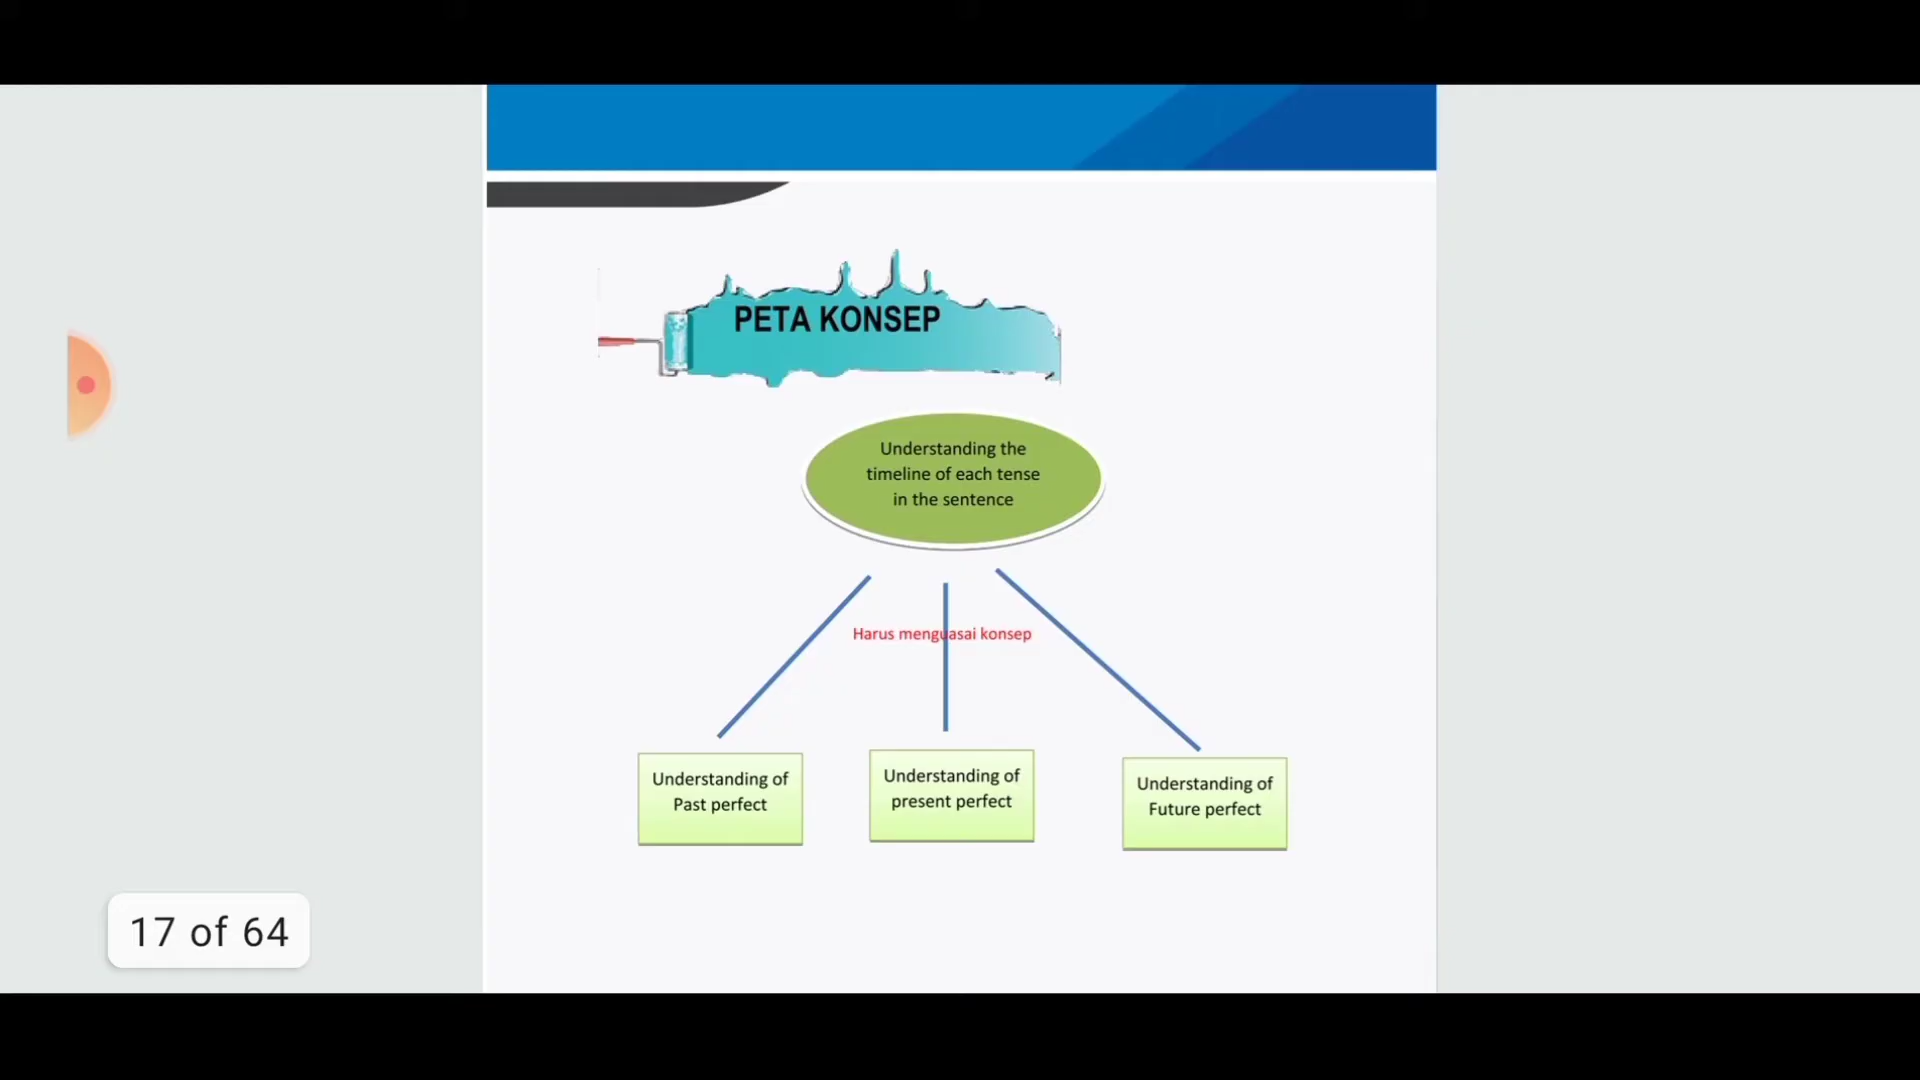 PETA KONSEP
Understanding the
timeline of each tense
in the sentence
Harus menguasai konsep
Understanding of
Past perfect
Understanding of
present perfect
Understanding of
Future perfect
17 of 64